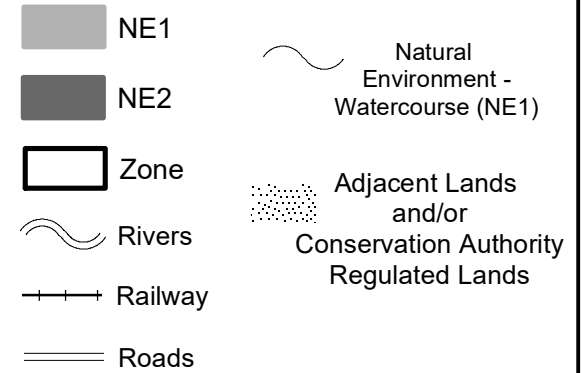 NE1
NE2
Zone
Rivers
Railway
Roads
Natural
Environment -
Watercourse (NE1)
Adjacent Lands
and/or
Conservation Authority
Regulated Lands